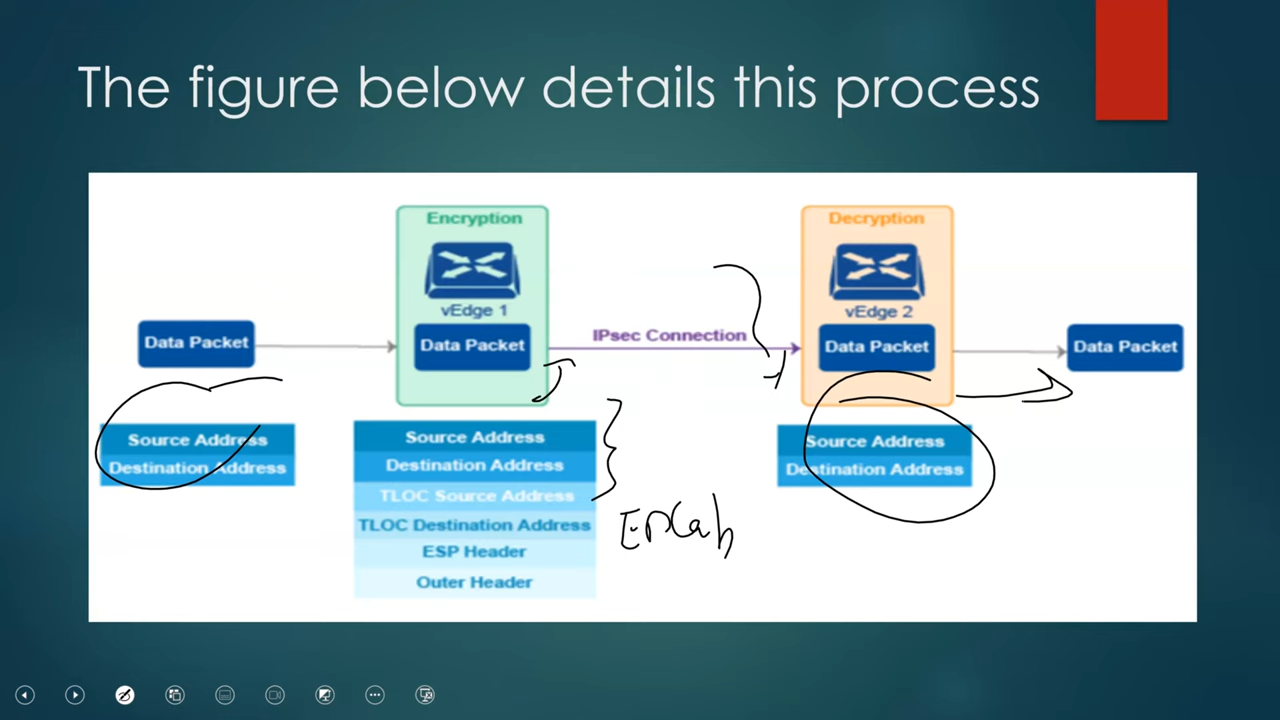 The figure below details this process
Encryption
Decryption
vEdge 1
vEdge 2
Data Packet
Data Packet
IPsec Connection
Data Packet
Data Packet
Source Address
Destination Address
Source Address
Destination Address
TLOC Source Address
TLOC Destination Address
ESP Header
Outer Header
Source Address
Destination Address